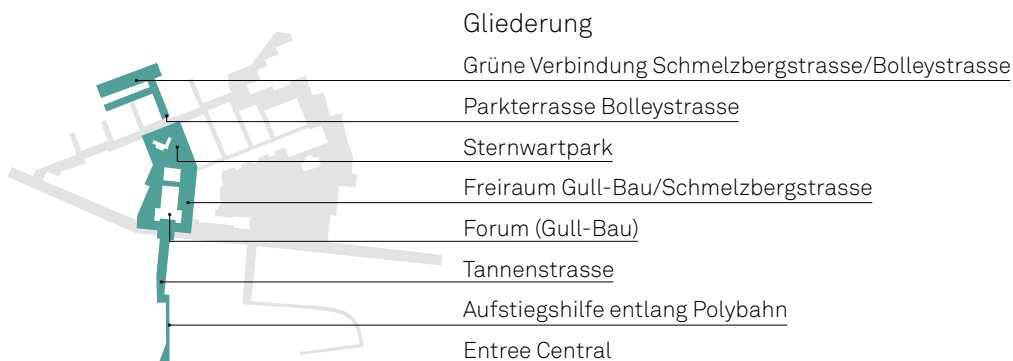 Gliederung
Grüne Verbindung Schmelzbergstrasse/Bolleystrasse
Parkterrasse Bolleystrasse
Sternwartpark
Freiraum Gull-Bau/Schmelzbergstrasse
Forum (Gull-Bau)
Tannenstrasse
Aufstiegshilfe entlang Polybahn
Entree Central